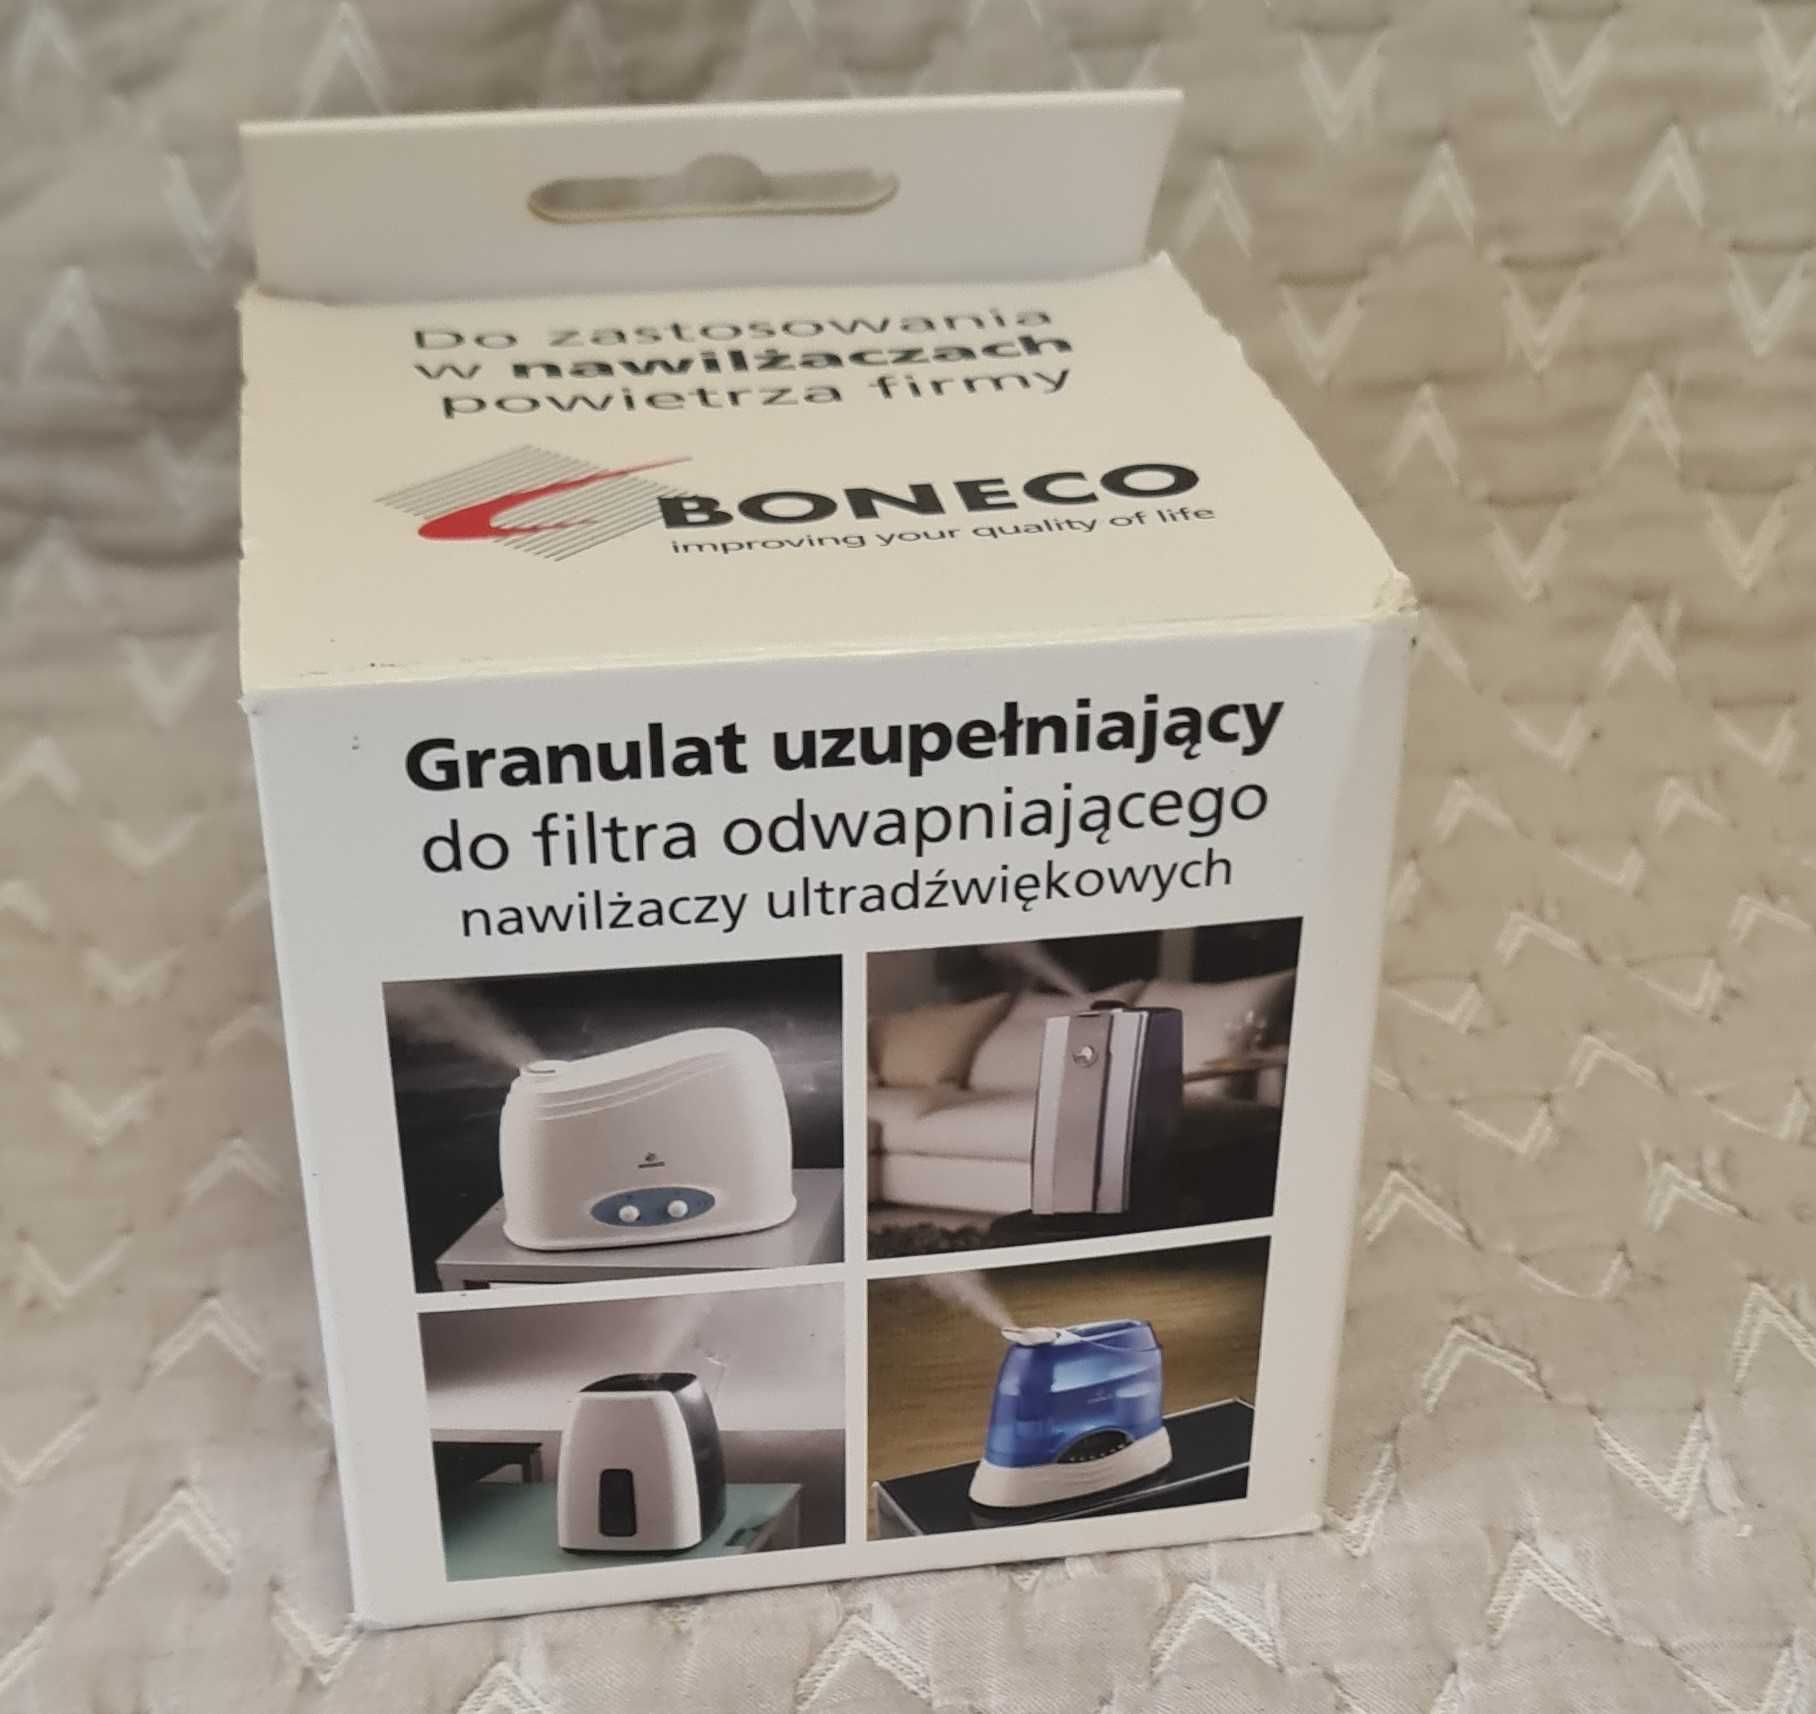 Do zastosowania
w nawilżaczach
powietrza firmy
BONECO
improving your quality of life
Granulat uzupełniający
do filtra odwapniającego
nawilżaczy ultradźwiękowych